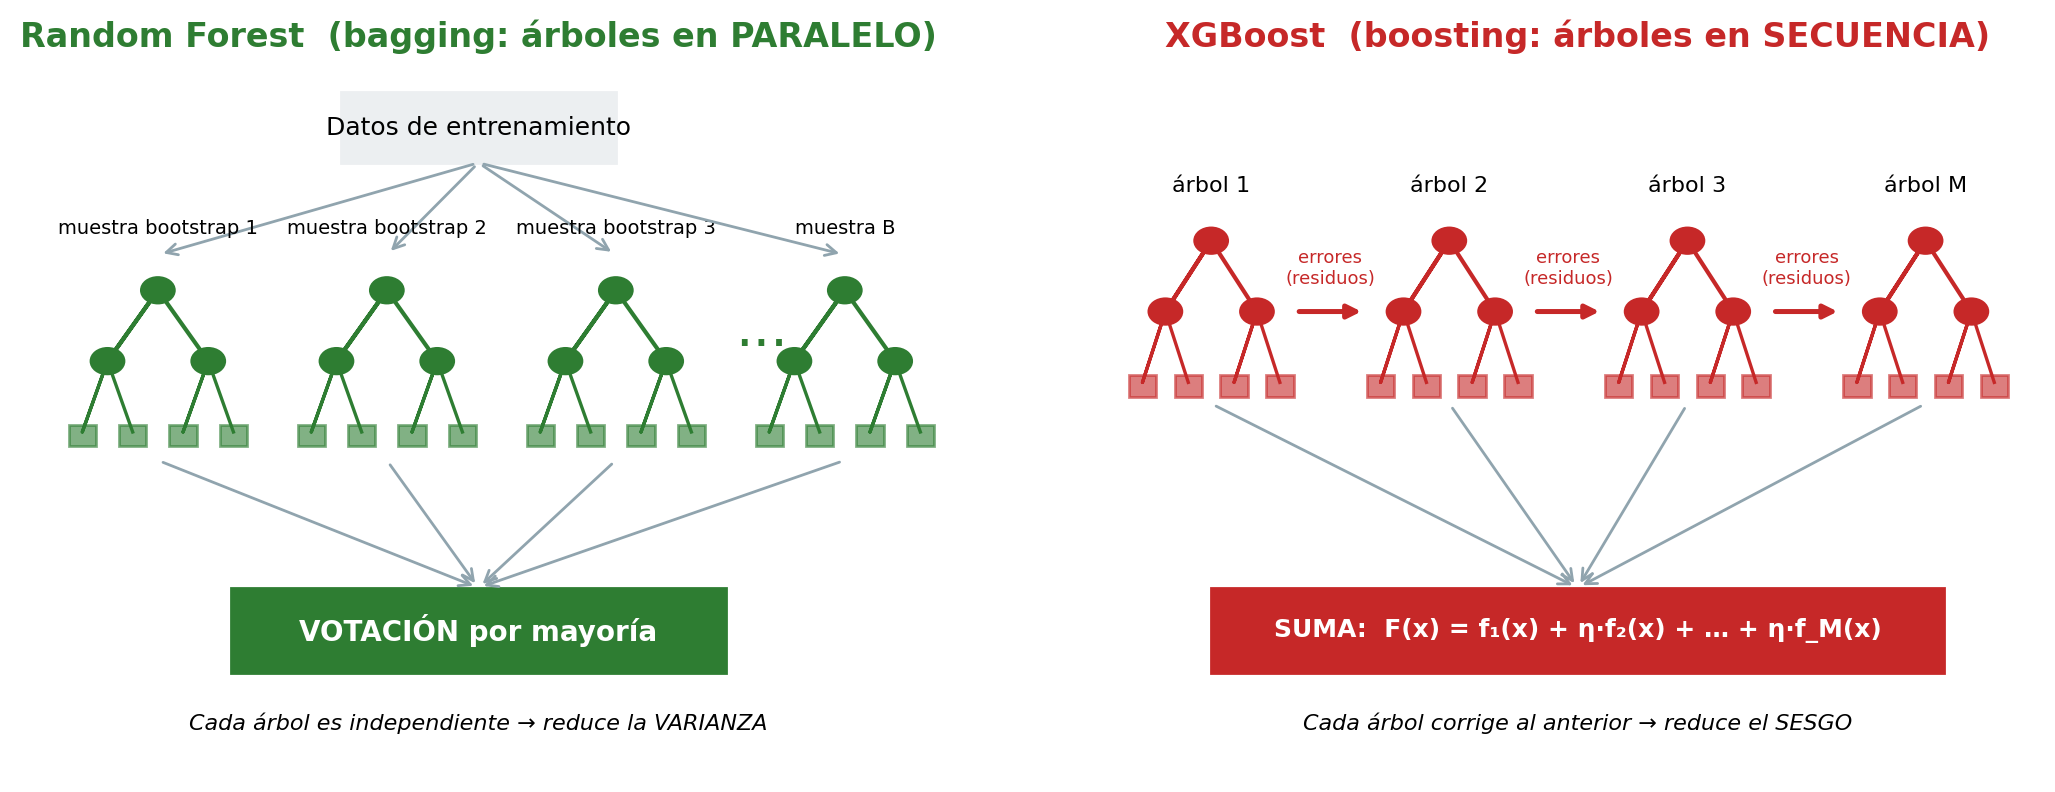 Random Forest  (bagging: árboles en PARALELO)
Datos de entrenamiento
muestra bootstrap 1
muestra bootstrap 2
muestra bootstrap 3
muestra B
...
VOTACIÓN por mayoría
Cada árbol es independiente → reduce la VARIANZA
XGBoost  (boosting: árboles en SECUENCIA)
árbol 1
árbol 2
árbol 3
árbol M
errores
(residuos)
errores
(residuos)
errores
(residuos)
SUMA:  F(x) = f₁(x) + η·f₂(x) + … + η·f_M(x)
Cada árbol corrige al anterior → reduce el SESGO